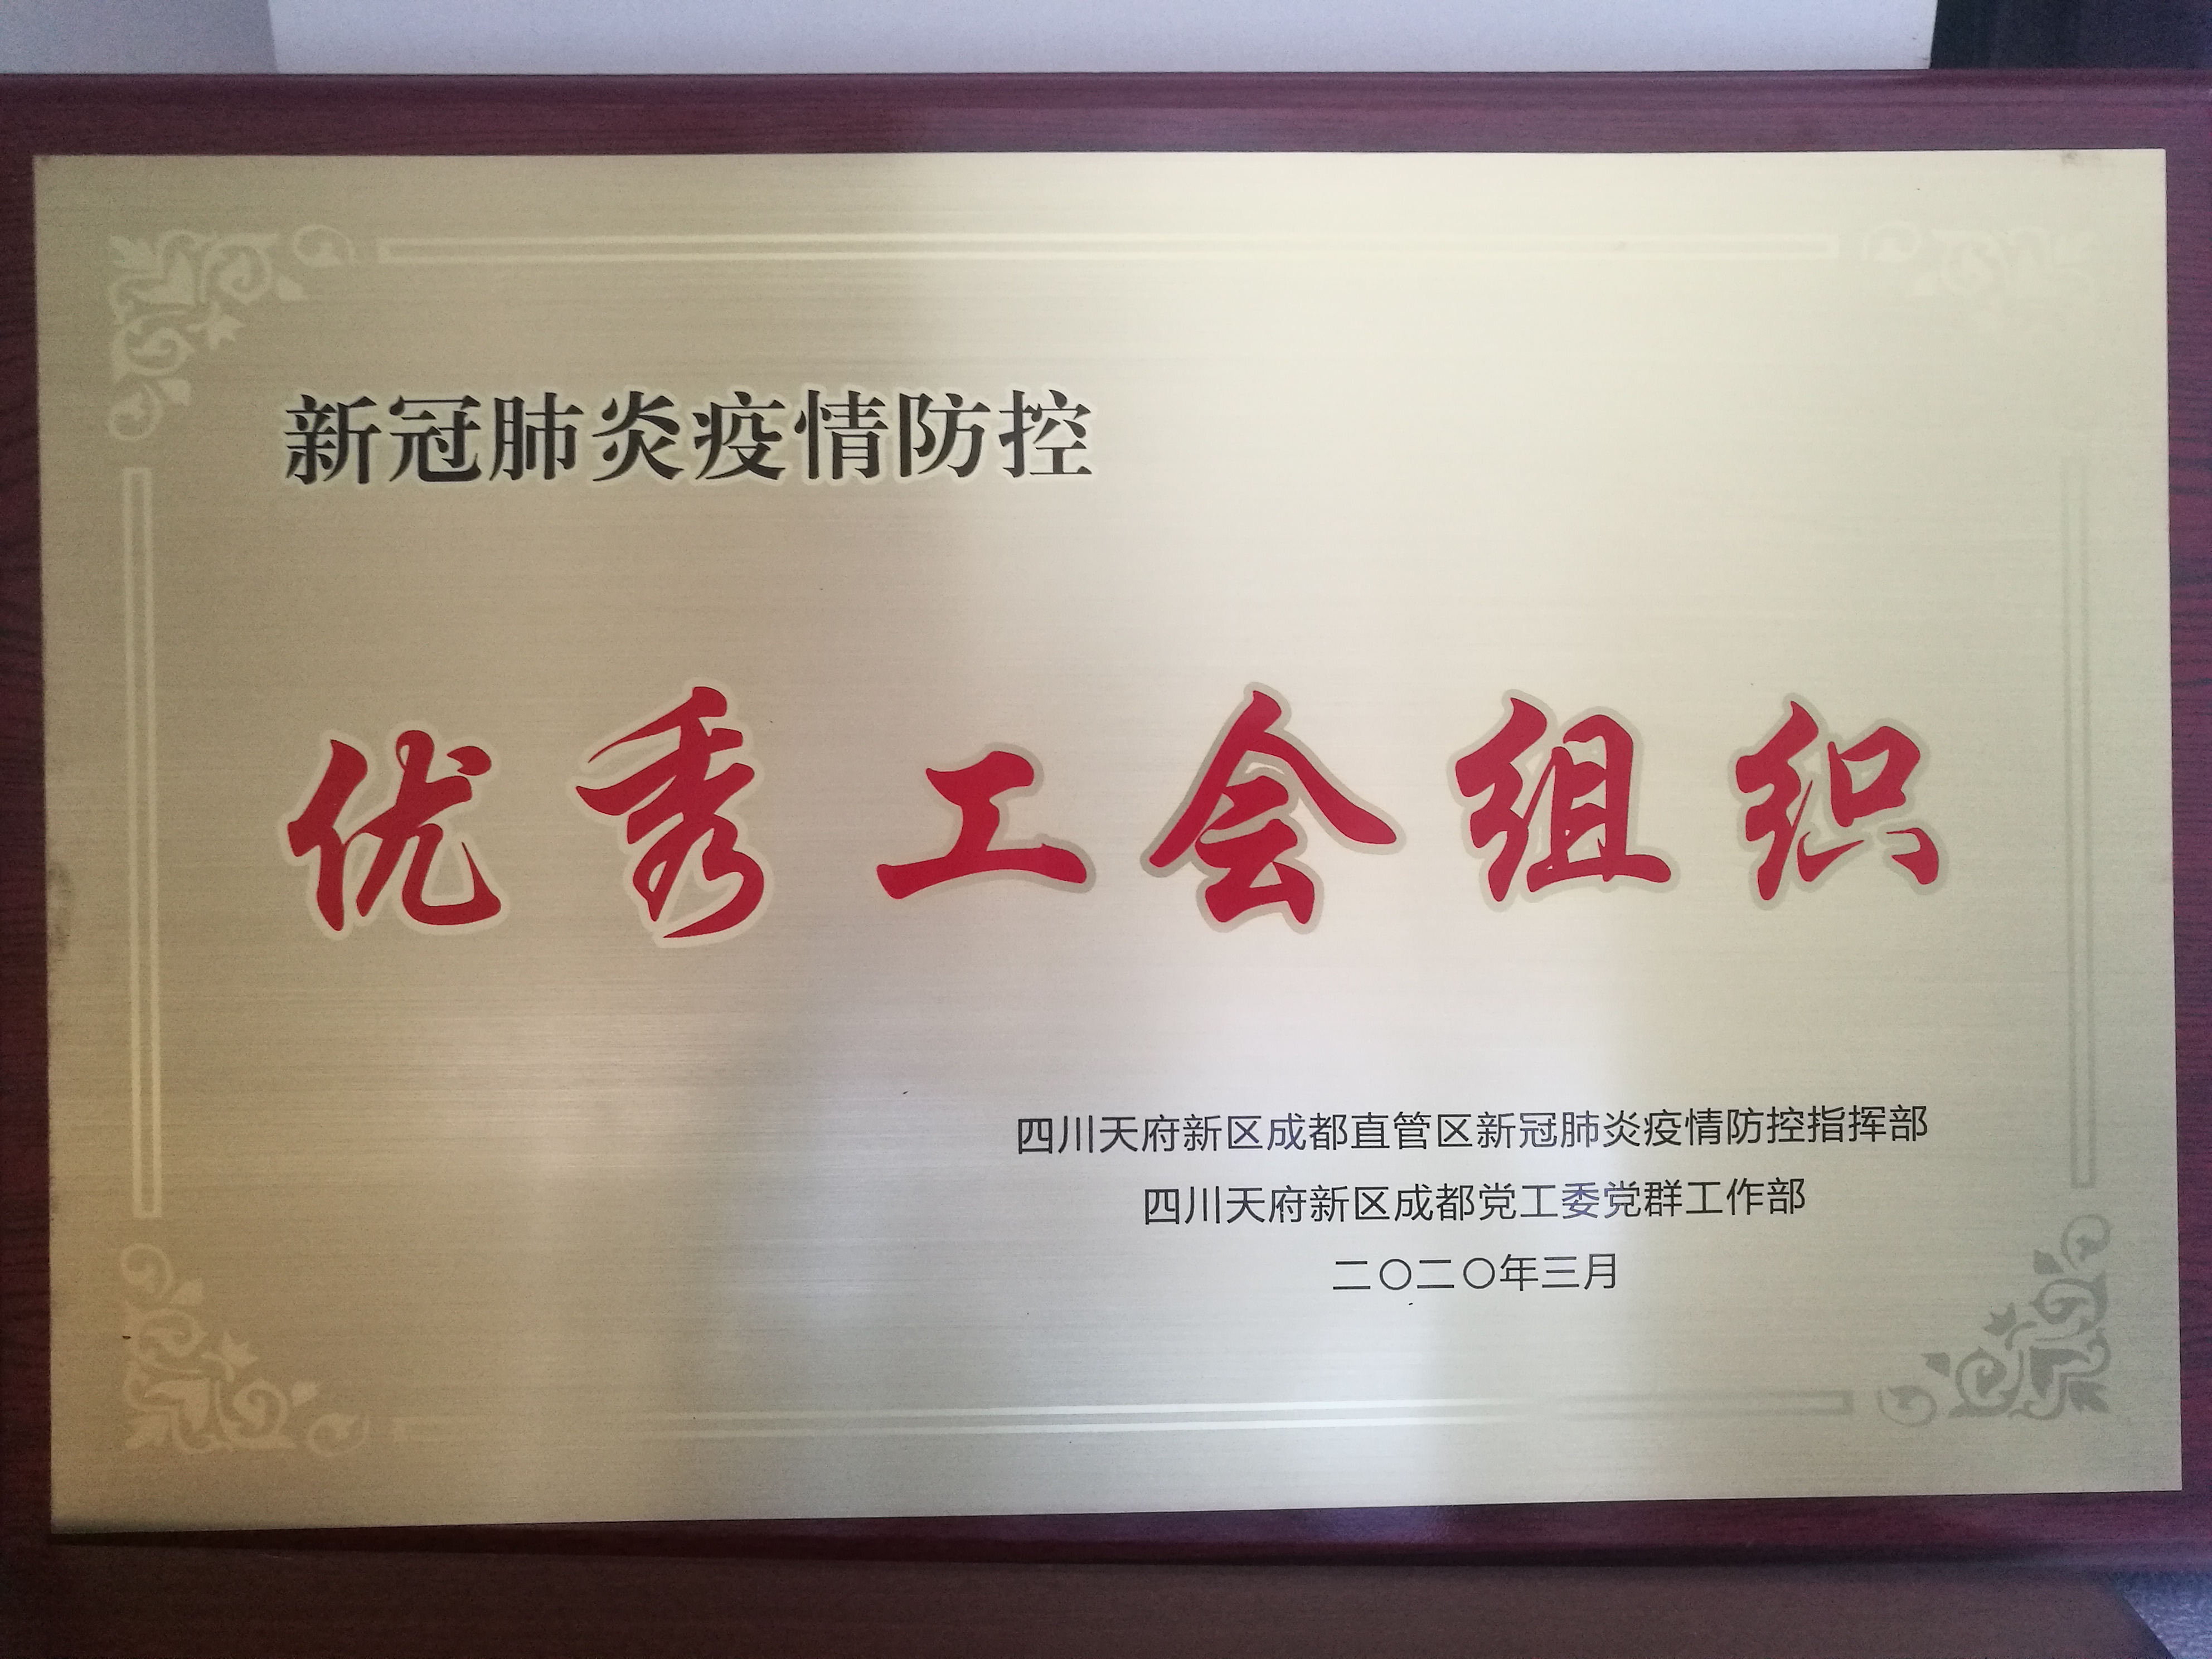 新冠肺炎疫情防控
优秀工会组织
四川天府新区成都直管区新冠肺炎疫情防控指挥部
四川天府新区成都党工委党群工作部
二〇二〇年三月